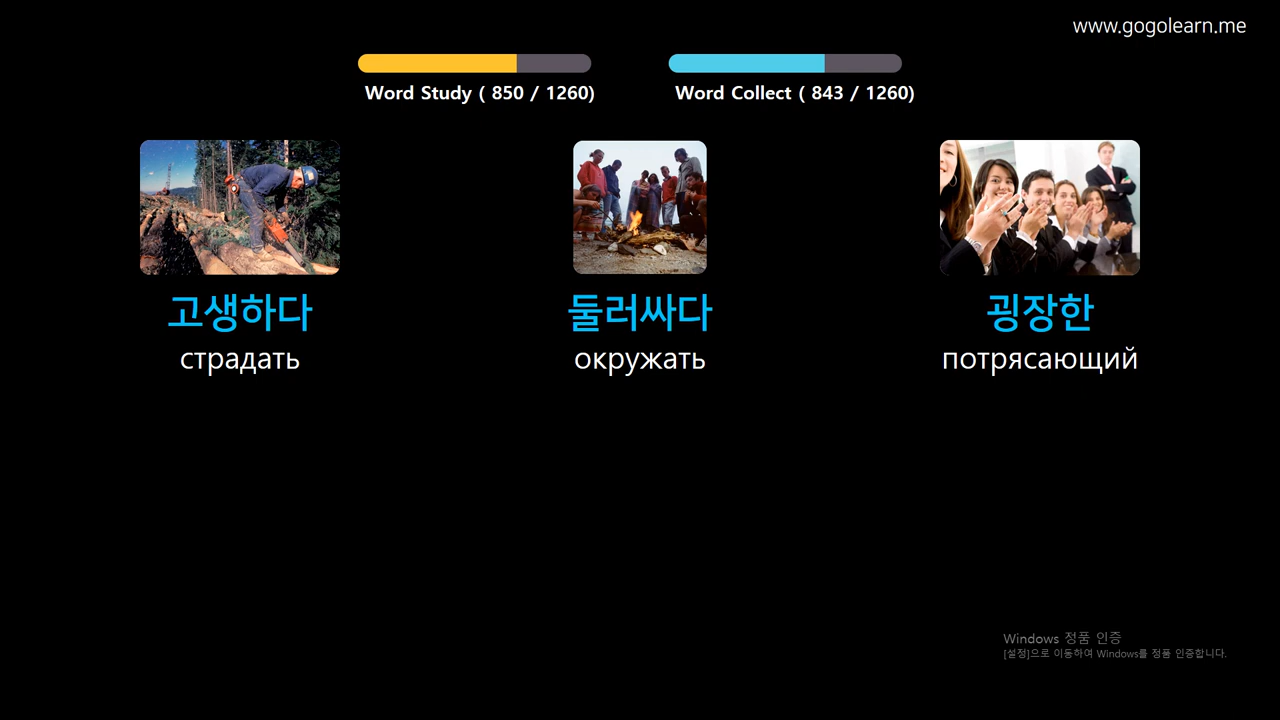 www.gogolearn.me
Word Study ( 850 / 1260)
Word Collect ( 843 / 1260)
고생하다
둘러싸다
굉장한
страдать
окружать
потрясающий
Windows 정품 인증
[설정]으로 이동하여 Windows를 정품 인증합니다.